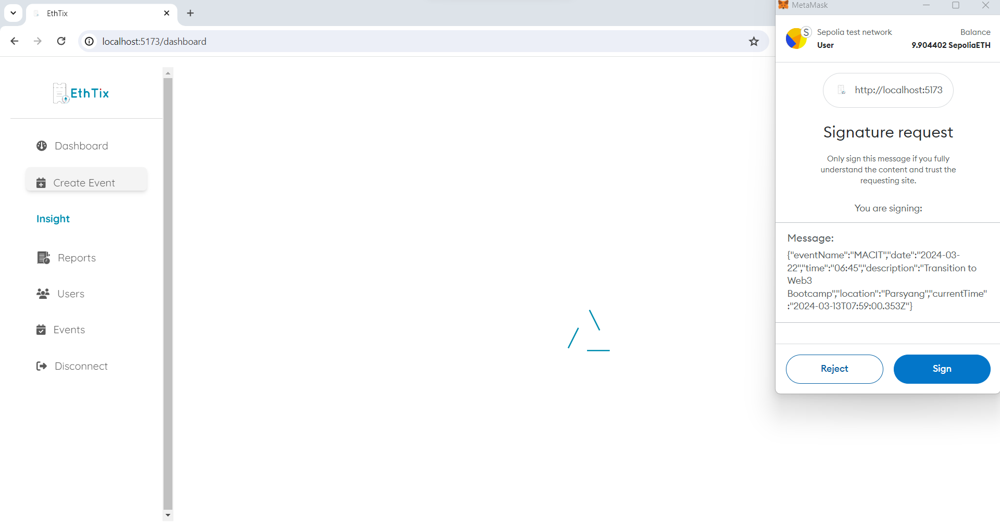 EthTix
localhost:5173/dashboard
EthTix
Dashboard
Create Event
Insight
Reports
Users
Events
Disconnect
MetaMask
S
Sepolia test network
Balance
User
9.904402 SepoliaETH
http://localhost:5173
Signature request
Only sign this message if you fully
understand the content and trust the
requesting site.
You are signing:
Message:
{"eventName":"MACIT","date":"2024-03-
22","time":"06:45","description":"Transition to
Web3
Bootcamp","location":"Parsyang","currentTime"
:"2024-03-13T07:59:00.353Z"}
Reject
Sign